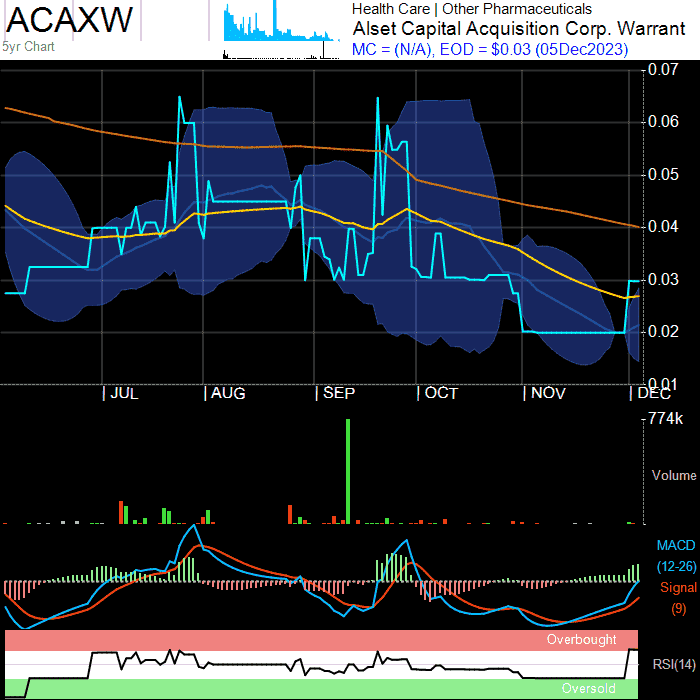 ACAXW
5yr Chart
Health Care | Other Pharmaceuticals
Alset Capital Acquisition Corp. Warrant
MC = (N/A), EOD = $0.03 (05Dec2023)
0.07
0.06
0.05
0.04
0.03
0.02
0.01
| JUL | AUG | SEP | OCT | NOV | DEC
774k
Volume
MACD
(12-26)
Signal
(9)
Overbought
RSI(14)
Oversold